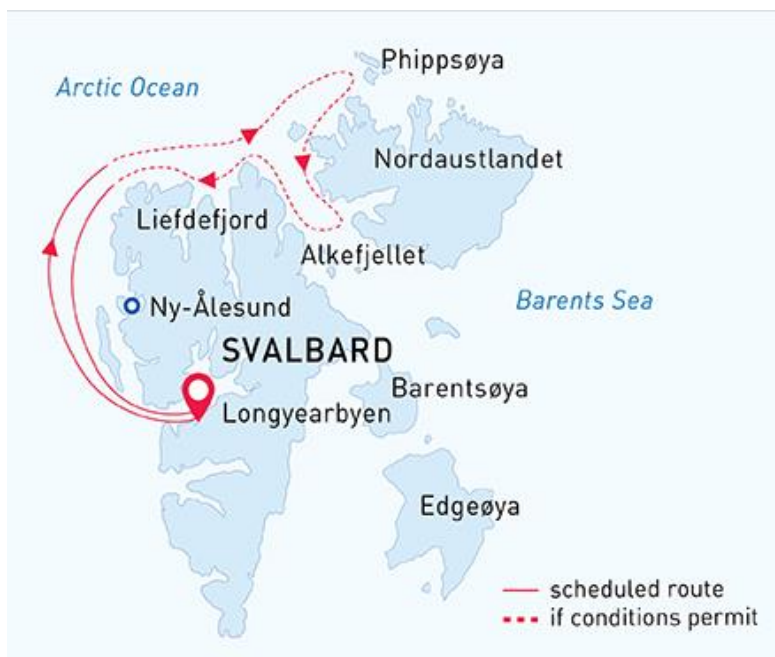 Phippsøya
Arctic Ocean
Nordaustlandet
Liefdefjord
Alkefjellet
Barents Sea
Ny-Ålesund
SVALBARD
Barentsøya
Longyearbyen
Edgeøya
scheduled route
if conditions permit